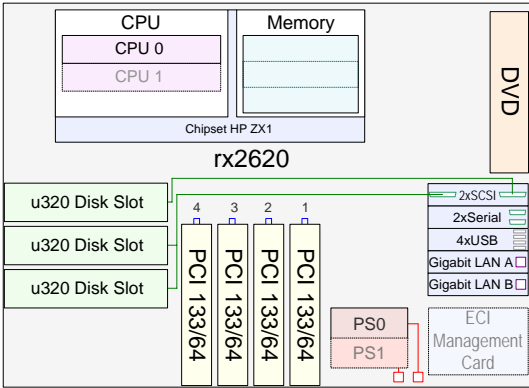 CPU
CPU 0
CPU 1
Memory
Chipset HP ZX1
DVD
rx2620
u320 Disk Slot
u320 Disk Slot
u320 Disk Slot
4
3
2
1
PCI 133/64
PCI 133/64
PCI 133/64
PCI 133/64
2xSCSI
2xSerial
4xUSB
Gigabit LAN A
Gigabit LAN B
PS0
PS1
ECI
Management
Card